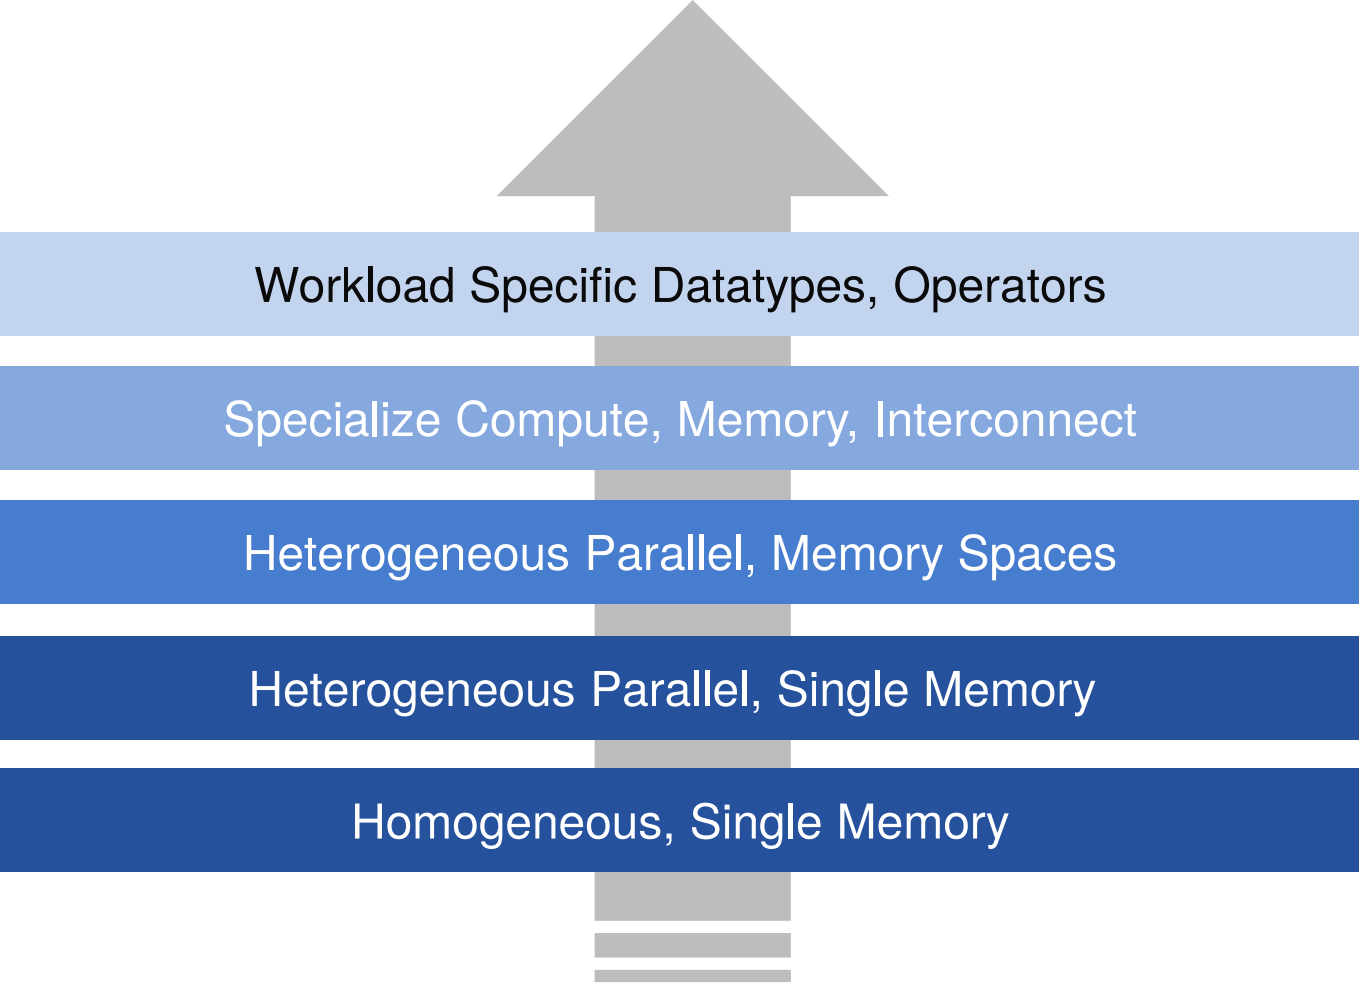 Workload Specific Datatypes, Operators
Specialize Compute, Memory, Interconnect
Heterogeneous Parallel, Memory Spaces
Heterogeneous Parallel, Single Memory
Homogeneous, Single Memory